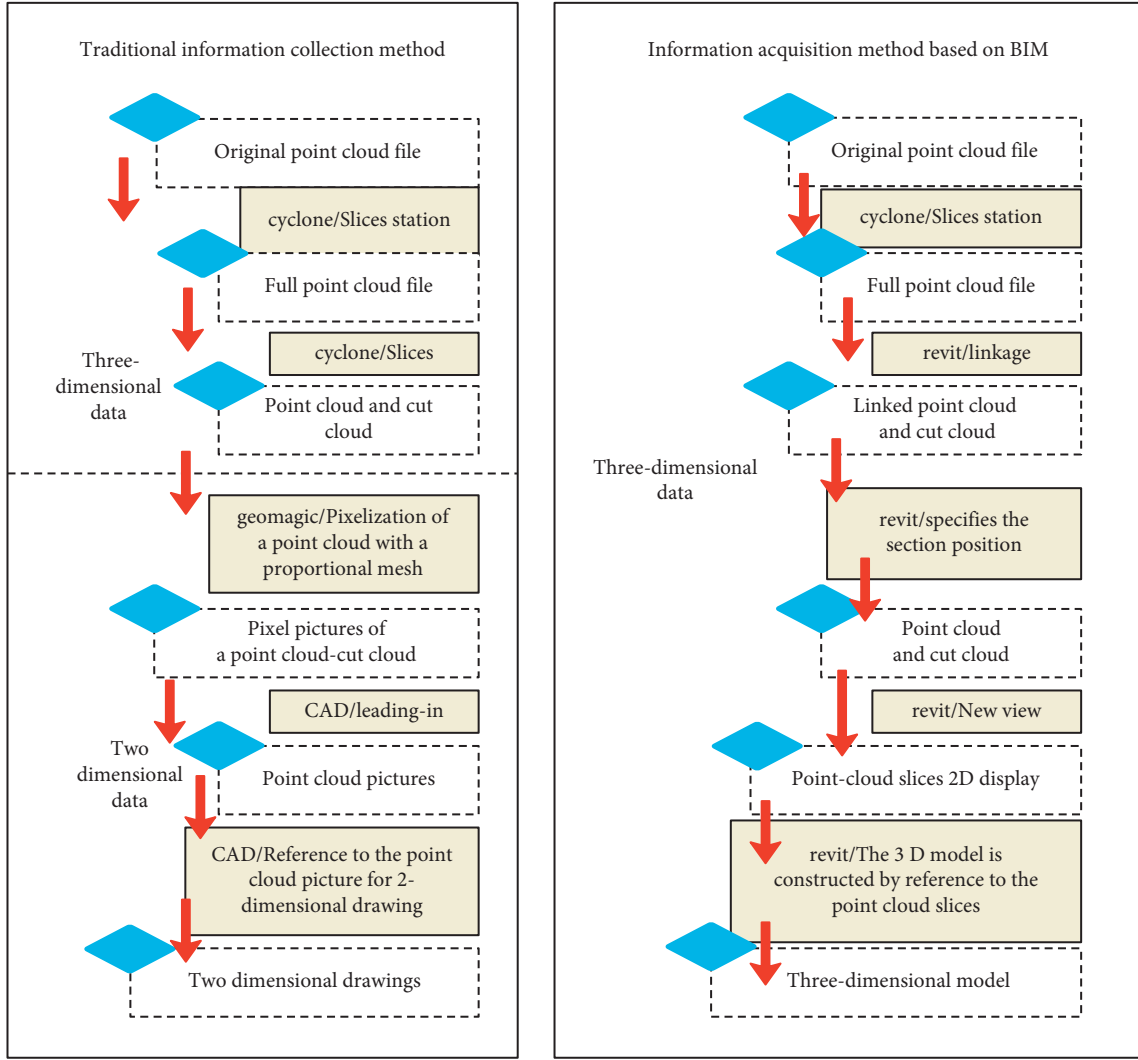 Traditional information collection method
Original point cloud file
cyclone/Slices station
Full point cloud file
cyclone/Slices
Three-
dimensional
data
Point cloud and cut
cloud
geomagic/Pixelization of
a point cloud with a
proportional mesh
Pixel pictures of
a point cloud-cut cloud
CAD/leading-in
Two
dimensional
data
Point cloud pictures
CAD/Reference to the point
cloud picture for 2-
dimensional drawing
Two dimensional drawings
Information acquisition method based on BIM
Original point cloud file
cyclone/Slices station
Full point cloud file
revit/linkage
Linked point cloud
and cut cloud
Three-dimensional
data
revit/specifies the
section position
Point cloud
and cut cloud
revit/New view
Point-cloud slices 2D display
revit/The 3 D model is
constructed by reference to the
point cloud slices
Three-dimensional model